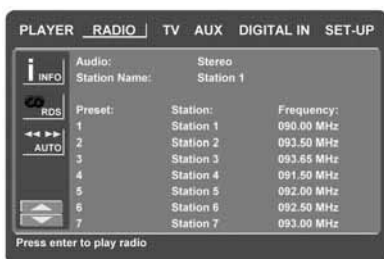 PLAYER RADIO TV AUX DIGITAL IN SET-UP
INFO
RDS
AUTO
Audio: Stereo
Station Name: Station 1
Preset: Station: Frequency:
1 Station 1 090.00 MHz
2 Station 2 093.50 MHz
3 Station 3 093.65 MHz
4 Station 4 091.50 MHz
5 Station 5 092.00 MHz
6 Station 6 092.50 MHz
7 Station 7 093.00 MHz
Press enter to play radio